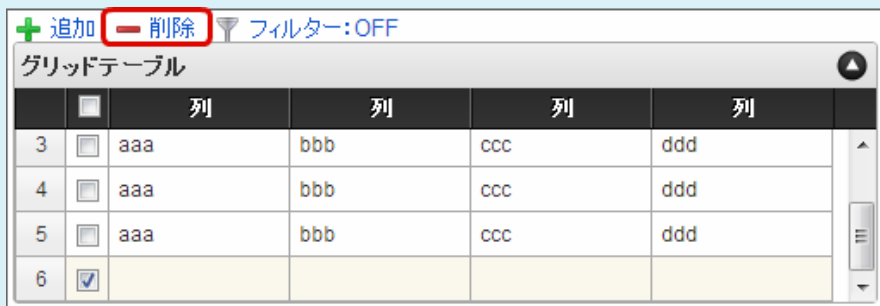 追加 削除 フィルター:OFF
グリッドテーブル
列 列 列 列
3 aaa bbb ccc ddd
4 aaa bbb ccc ddd
5 aaa bbb ccc ddd
6